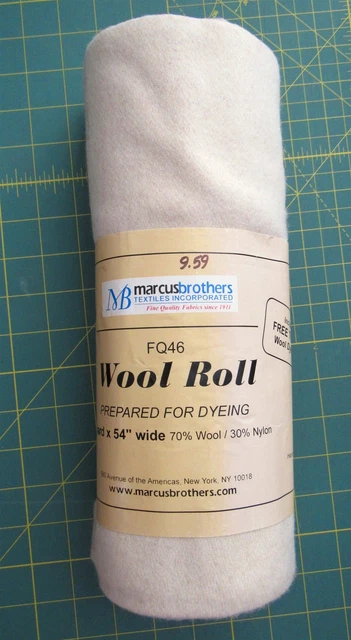 9.59
MB marcusbrothers
TEXTILES INCORPORATED
Fine Quality Fabrics since 1911
FREE
Wool
FQ46
Wool Roll
PREPARED FOR DYEING
x 54" wide 70% Wool / 30% Nylon
Avenue of the Americas, New York, NY 10018
www.marcusbrothers.com